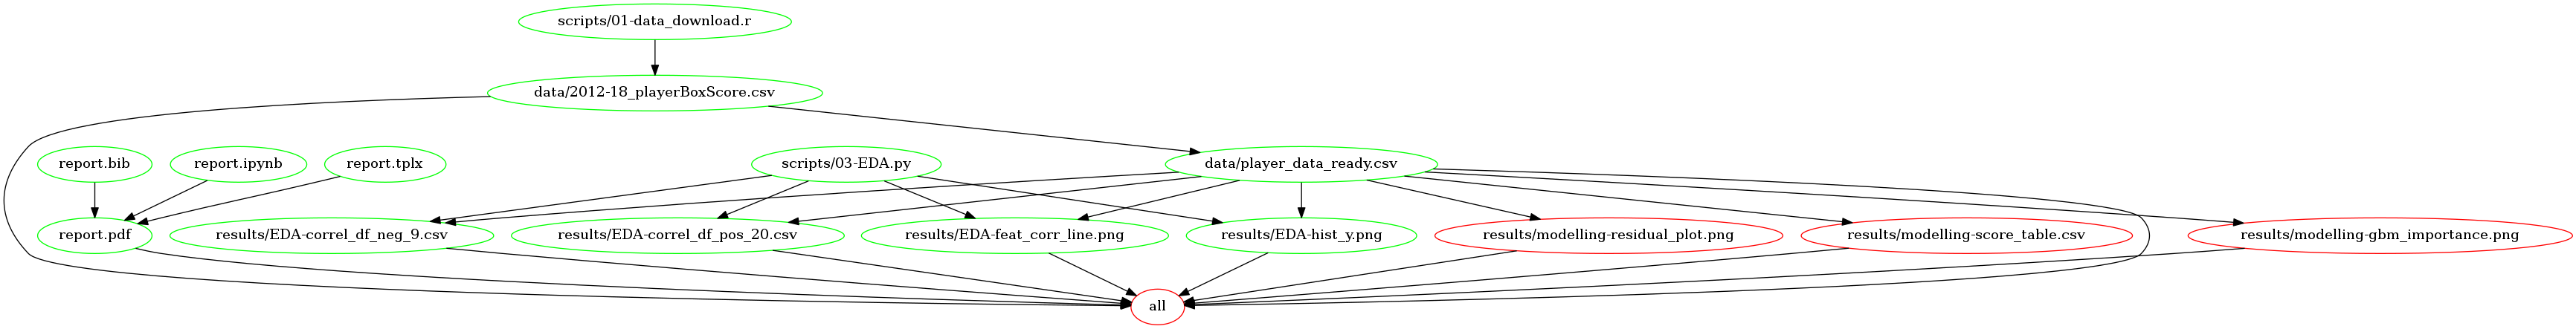 scripts/01-data_download.r
data/2012-18_playerBoxScore.csv
report.bib
report.ipynb
report.tplx
scripts/03-EDA.py
data/player_data_ready.csv
report.pdf
results/EDA-correl_df_neg_9.csv
results/EDA-correl_df_pos_20.csv
results/EDA-feat_corr_line.png
results/EDA-hist_y.png
results/modelling-residual_plot.png
results/modelling-score_table.csv
results/modelling-gbm_importance.png
all